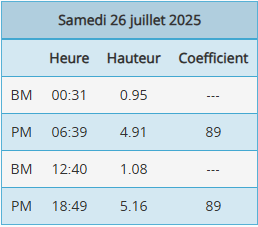 Samedi 26 juillet 2025
Heure Hauteur Coefficient
BM 00:31 0.95 ---
PM 06:39 4.91 89
BM 12:40 1.08 ---
PM 18:49 5.16 89